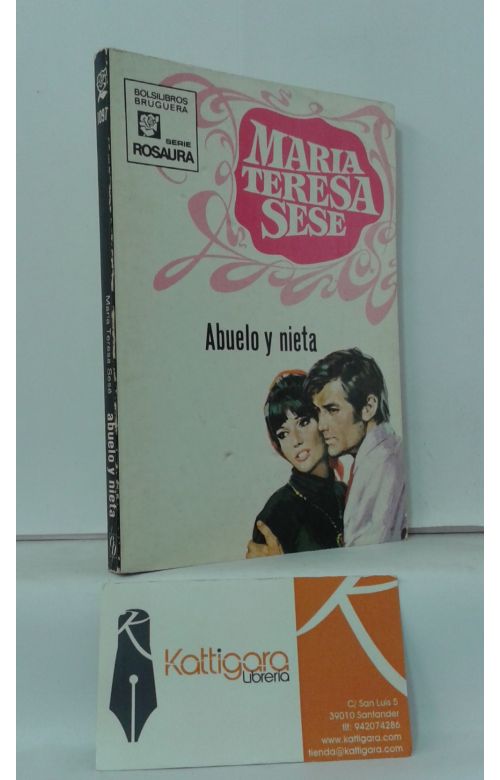 BOLSILIBROS
BRUGUERA
SERIE
ROSAURA
MARIA
TERESA
SESE
Abuelo y nieta
1097
Maria Teresa Sesé
abuelo y nieta
Kattigara
Librería
C/ San Luis 5
39010 Santander
tlf: 942074286
www.kattigara.com
tienda@kattigara.com